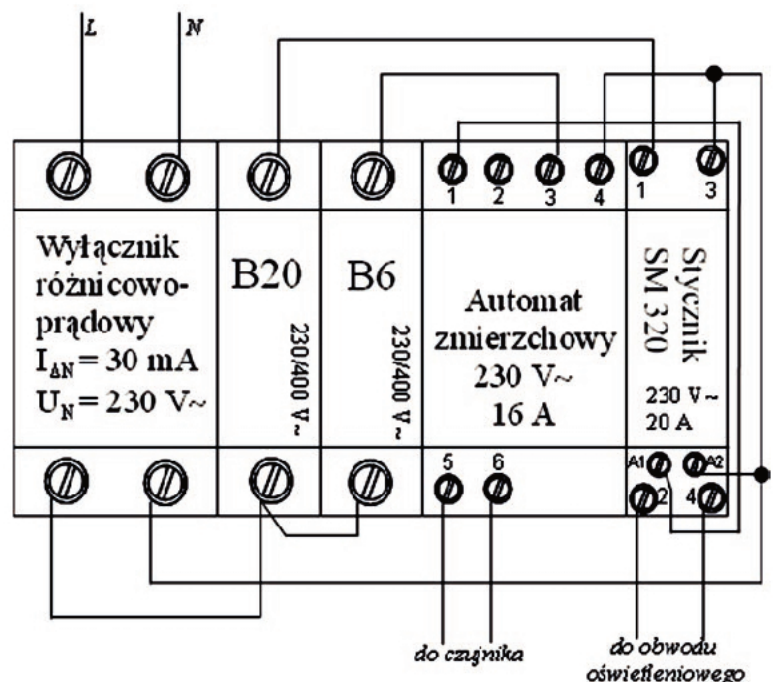 L N
1 2 3 4 1 3
Wyłącznik
różnicowo-
prądowy
I∆N = 30 mA
UN = 230 V~
B20
230/400 V~
B6
230/400 V~
Automat
zmierzchowy
230 V~
16 A
Stycznik
SM 320
230 V~
20 A
5 6 A1 A2
2 4
do czujnika
do obwodu
oświetleniowego